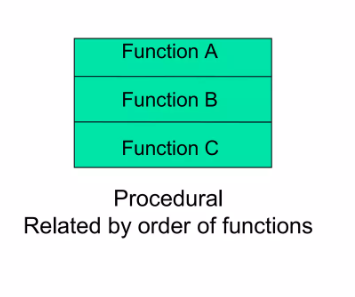 Function A
Function B
Function C
Procedural
Related by order of functions